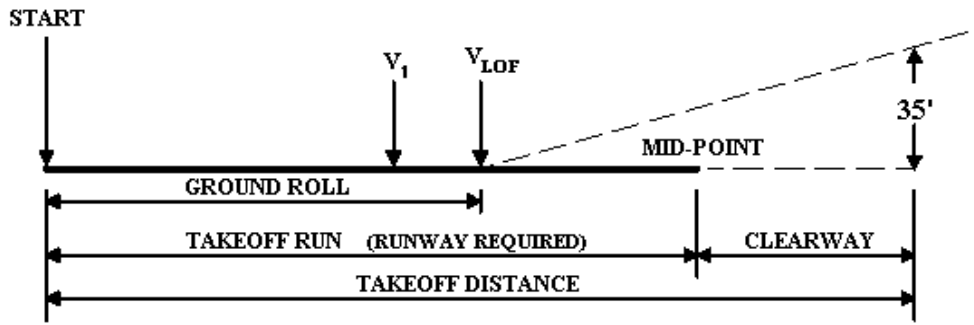 START
V1
VLOF
35'
MID-POINT
GROUND ROLL
TAKEOFF RUN (RUNWAY REQUIRED)
CLEARWAY
TAKEOFF DISTANCE